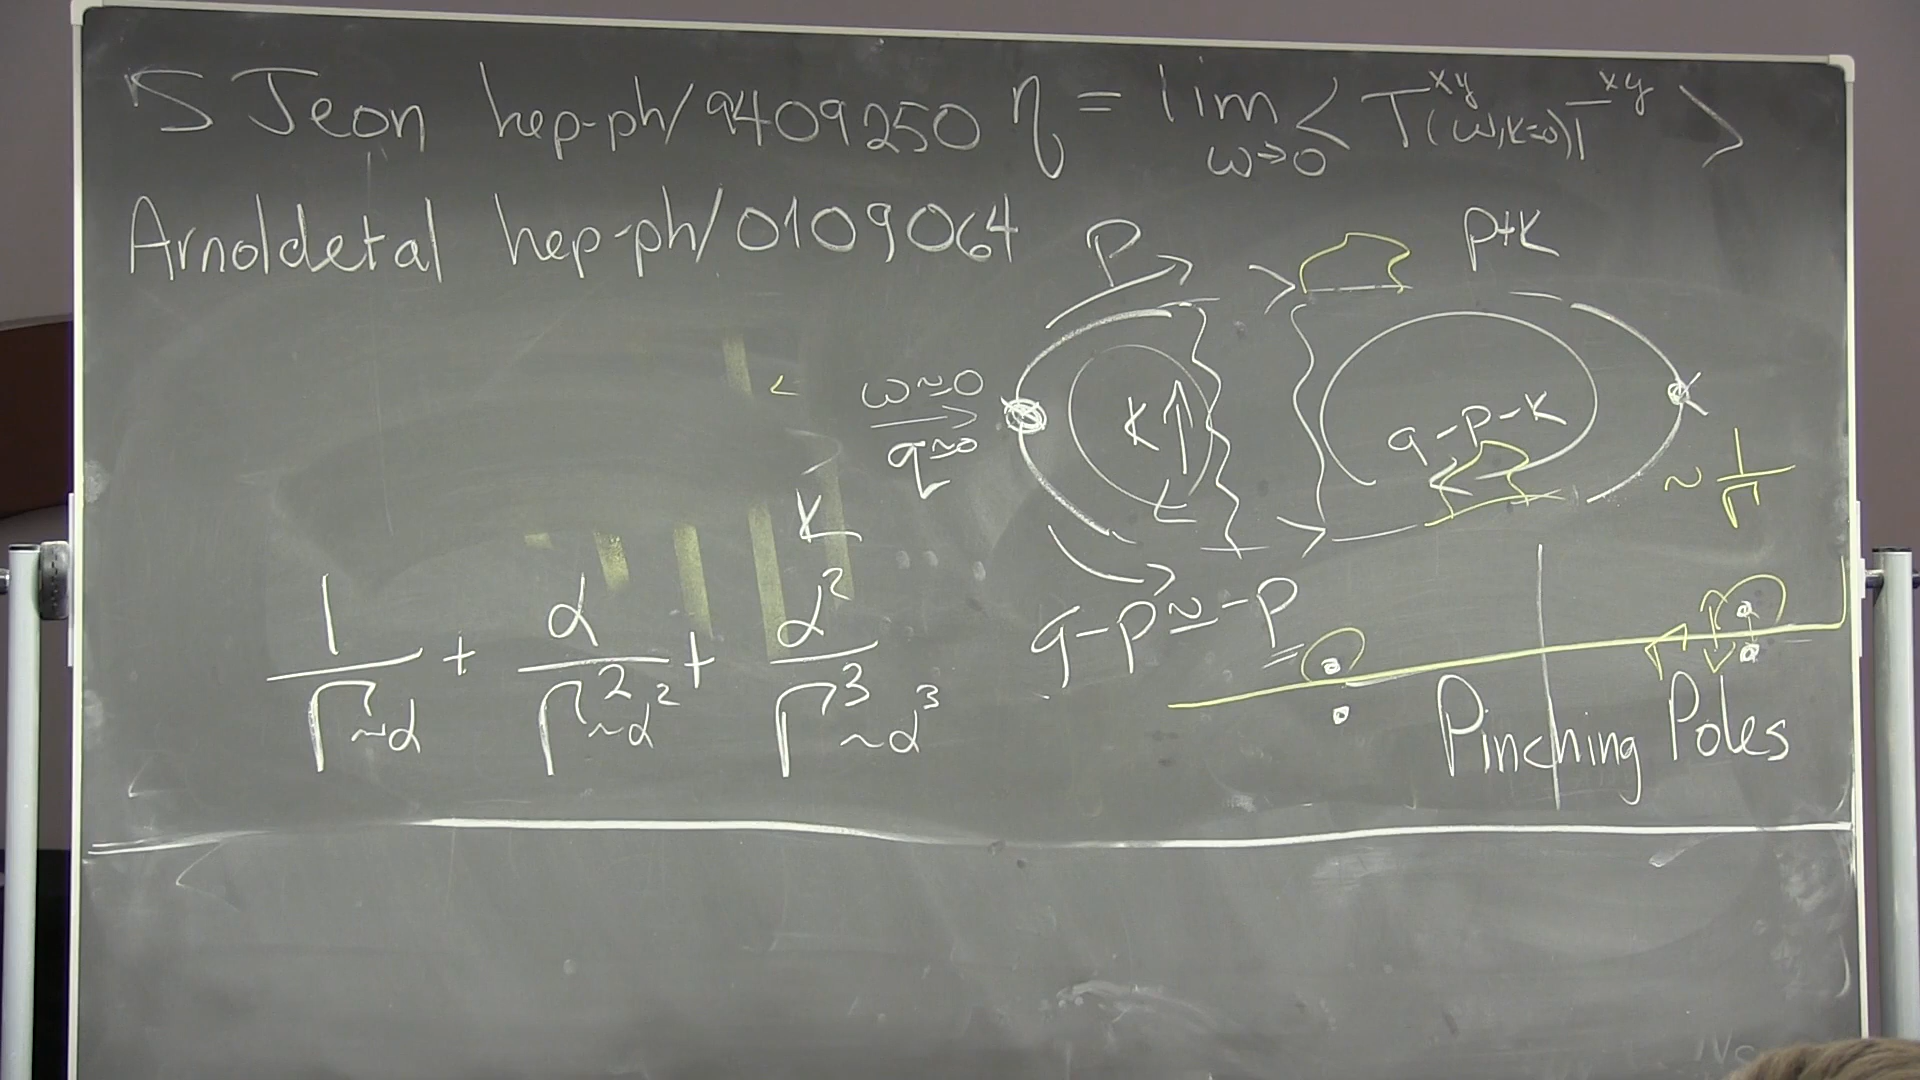 S Jeon hep-ph/9409250 η = lim ω→0 < T^xy (ω,k=0) T^xy >
Arnoldetal hep-ph/0109064
P
P+K
ω≃0
q≃0
K↑
q-p-k
~ 1/Γ
K
1/Γ~α + α/Γ²~α² + α²/Γ³~α³
q-p≃-P
Γ
Pinching Poles